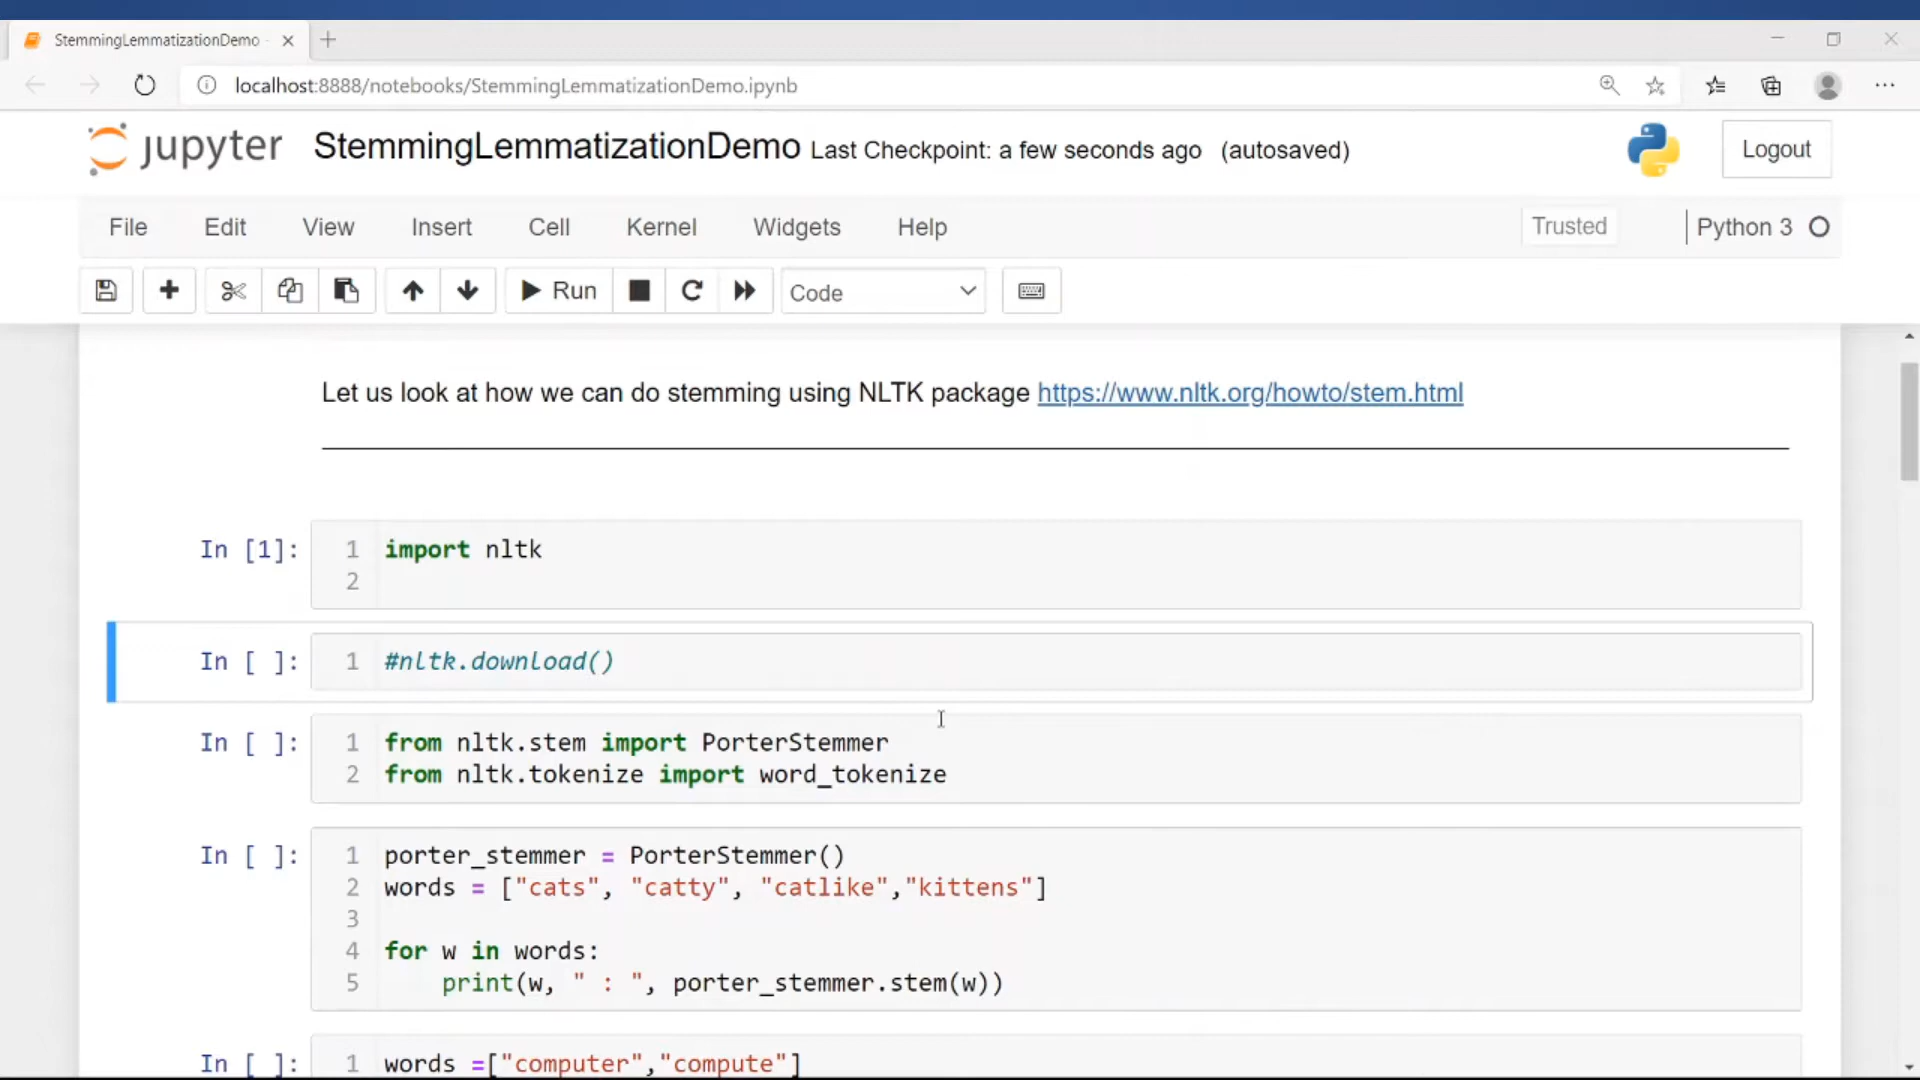 StemmingLemmatizationDemo
localhost:8888/notebooks/StemmingLemmatizationDemo.ipynb
jupyter StemmingLemmatizationDemo Last Checkpoint: a few seconds ago (autosaved) Logout
File Edit View Insert Cell Kernel Widgets Help Trusted Python 3
Run Code
Let us look at how we can do stemming using NLTK package https://www.nltk.org/howto/stem.html
In [1]: 1 import nltk
2
In [ ]: 1 #nltk.download()
In [ ]: 1 from nltk.stem import PorterStemmer
2 from nltk.tokenize import word_tokenize
In [ ]: 1 porter_stemmer = PorterStemmer()
2 words = ["cats", "catty", "catlike","kittens"]
3
4 for w in words:
5     print(w, " : ", porter_stemmer.stem(w))
In [ ]: 1 words =["computer","compute"]